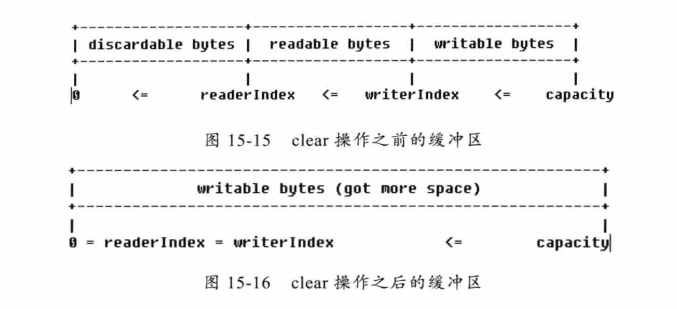 +-------------------+------------------+------------------+
| discardable bytes | readable bytes | writable bytes |
+-------------------+------------------+------------------+
| | | |
0 <= readerIndex <= writerIndex <= capacity
图 15-15 clear 操作之前的缓冲区
+---------------------------------------------------------+
| writable bytes (got more space) |
+---------------------------------------------------------+
| |
0 = readerIndex = writerIndex <= capacity
图 15-16 clear 操作之后的缓冲区